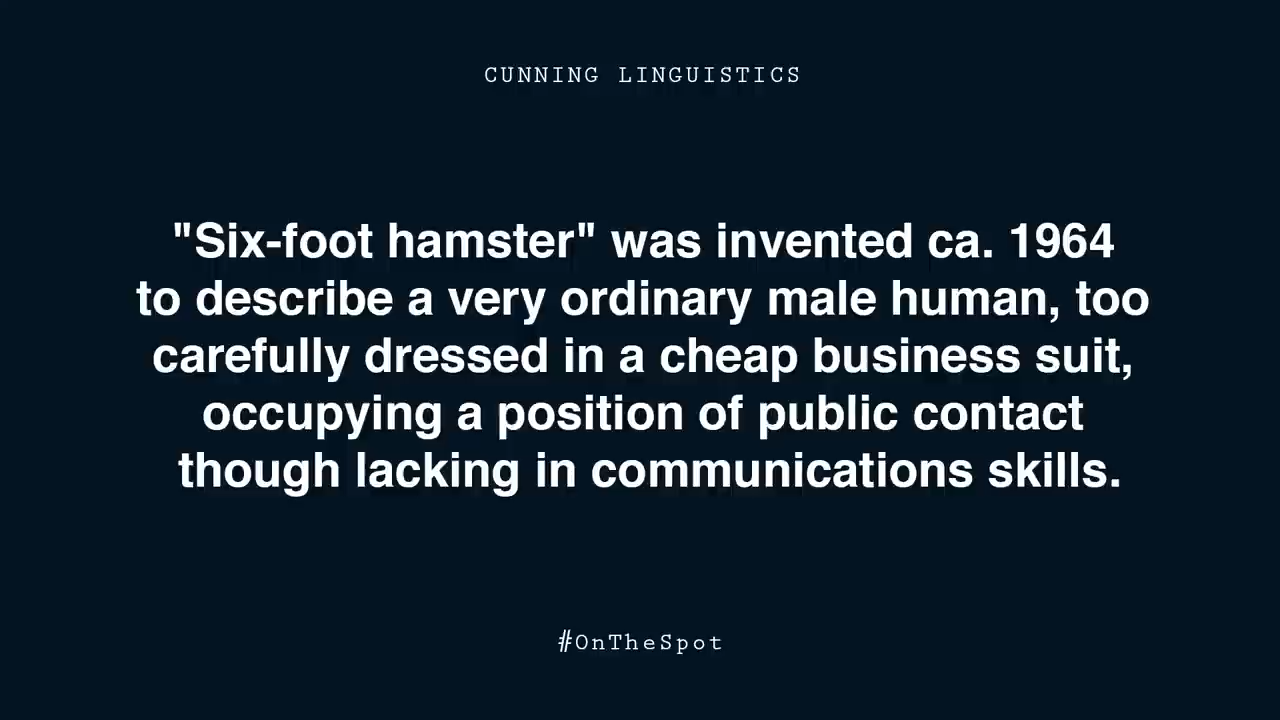 CUNNING LINGUISTICS
"Six-foot hamster" was invented ca. 1964
to describe a very ordinary male human, too
carefully dressed in a cheap business suit,
occupying a position of public contact
though lacking in communications skills.
#OnTheSpot